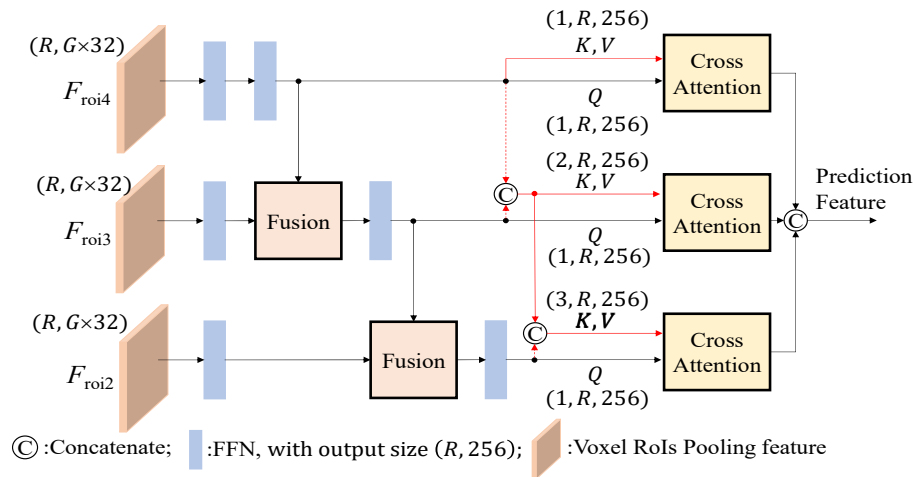 (R, G×32)
F_roi4
(1, R, 256)
K, V
Q
(1, R, 256)
Cross
Attention
(R, G×32)
F_roi3
Fusion
(2, R, 256)
K, V
C
Q
(1, R, 256)
Cross
Attention
Prediction
Feature
C
(R, G×32)
F_roi2
Fusion
(3, R, 256)
K, V
C
Q
(1, R, 256)
Cross
Attention
C :Concatenate; :FFN, with output size (R, 256); :Voxel RoIs Pooling feature